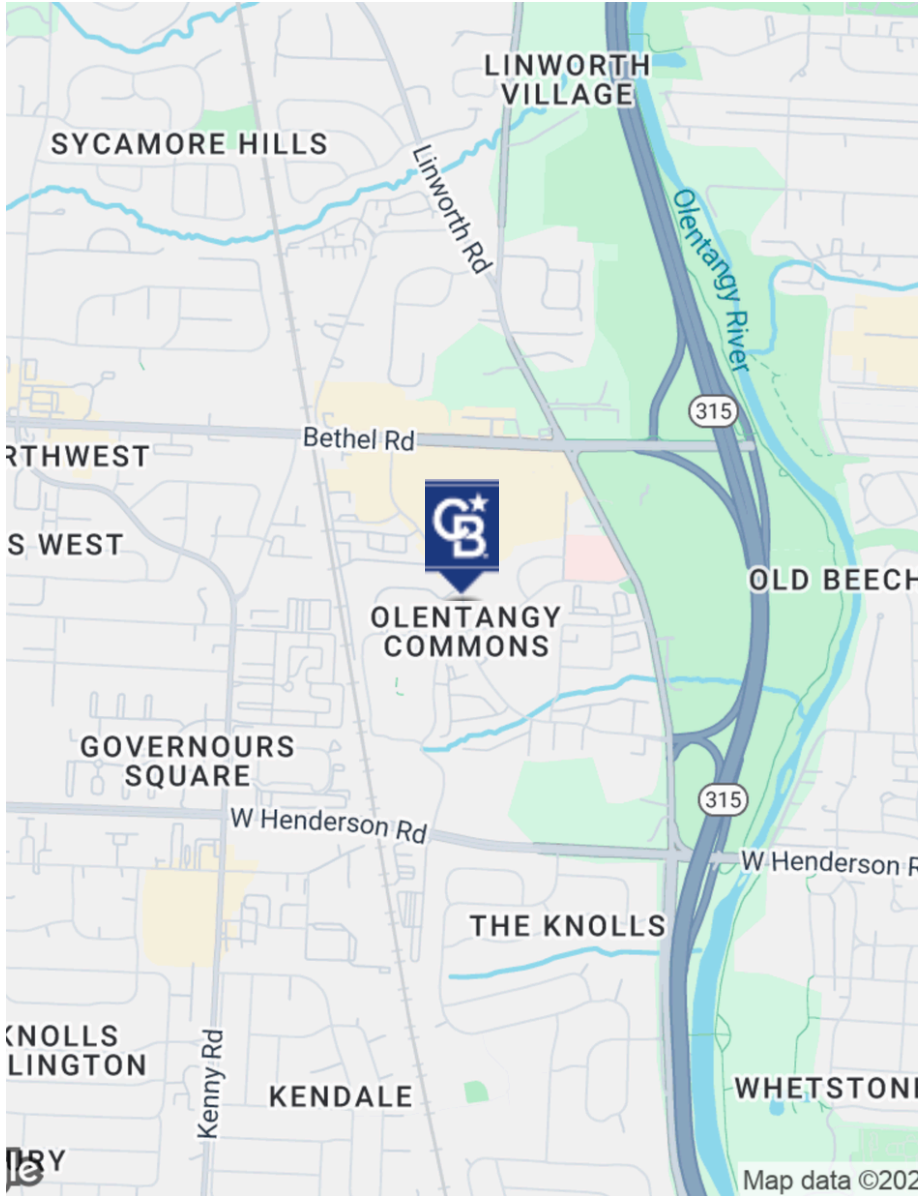 LINWORTH
VILLAGE
SYCAMORE HILLS
Linworth Rd
Olentangy River
315
Bethel Rd
RTHWEST
CB
S WEST
OLD BEECH
OLENTANGY
COMMONS
GOVERNOURS
SQUARE
315
W Henderson Rd
W Henderson R
THE KNOLLS
KNOLLS
LINGTON
Kenny Rd
KENDALE
WHETSTON
Map data ©202